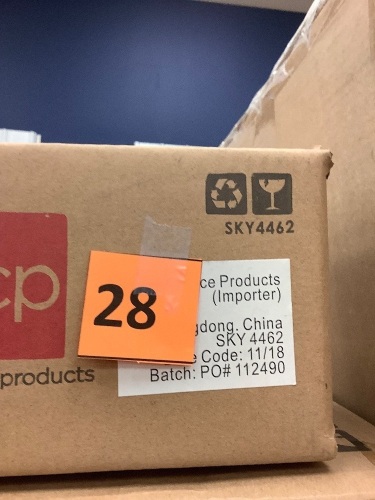 SKY4462
cp
products
28
ce Products
(Importer)
gdong. China
SKY 4462
e Code: 11/18
Batch: PO# 112490